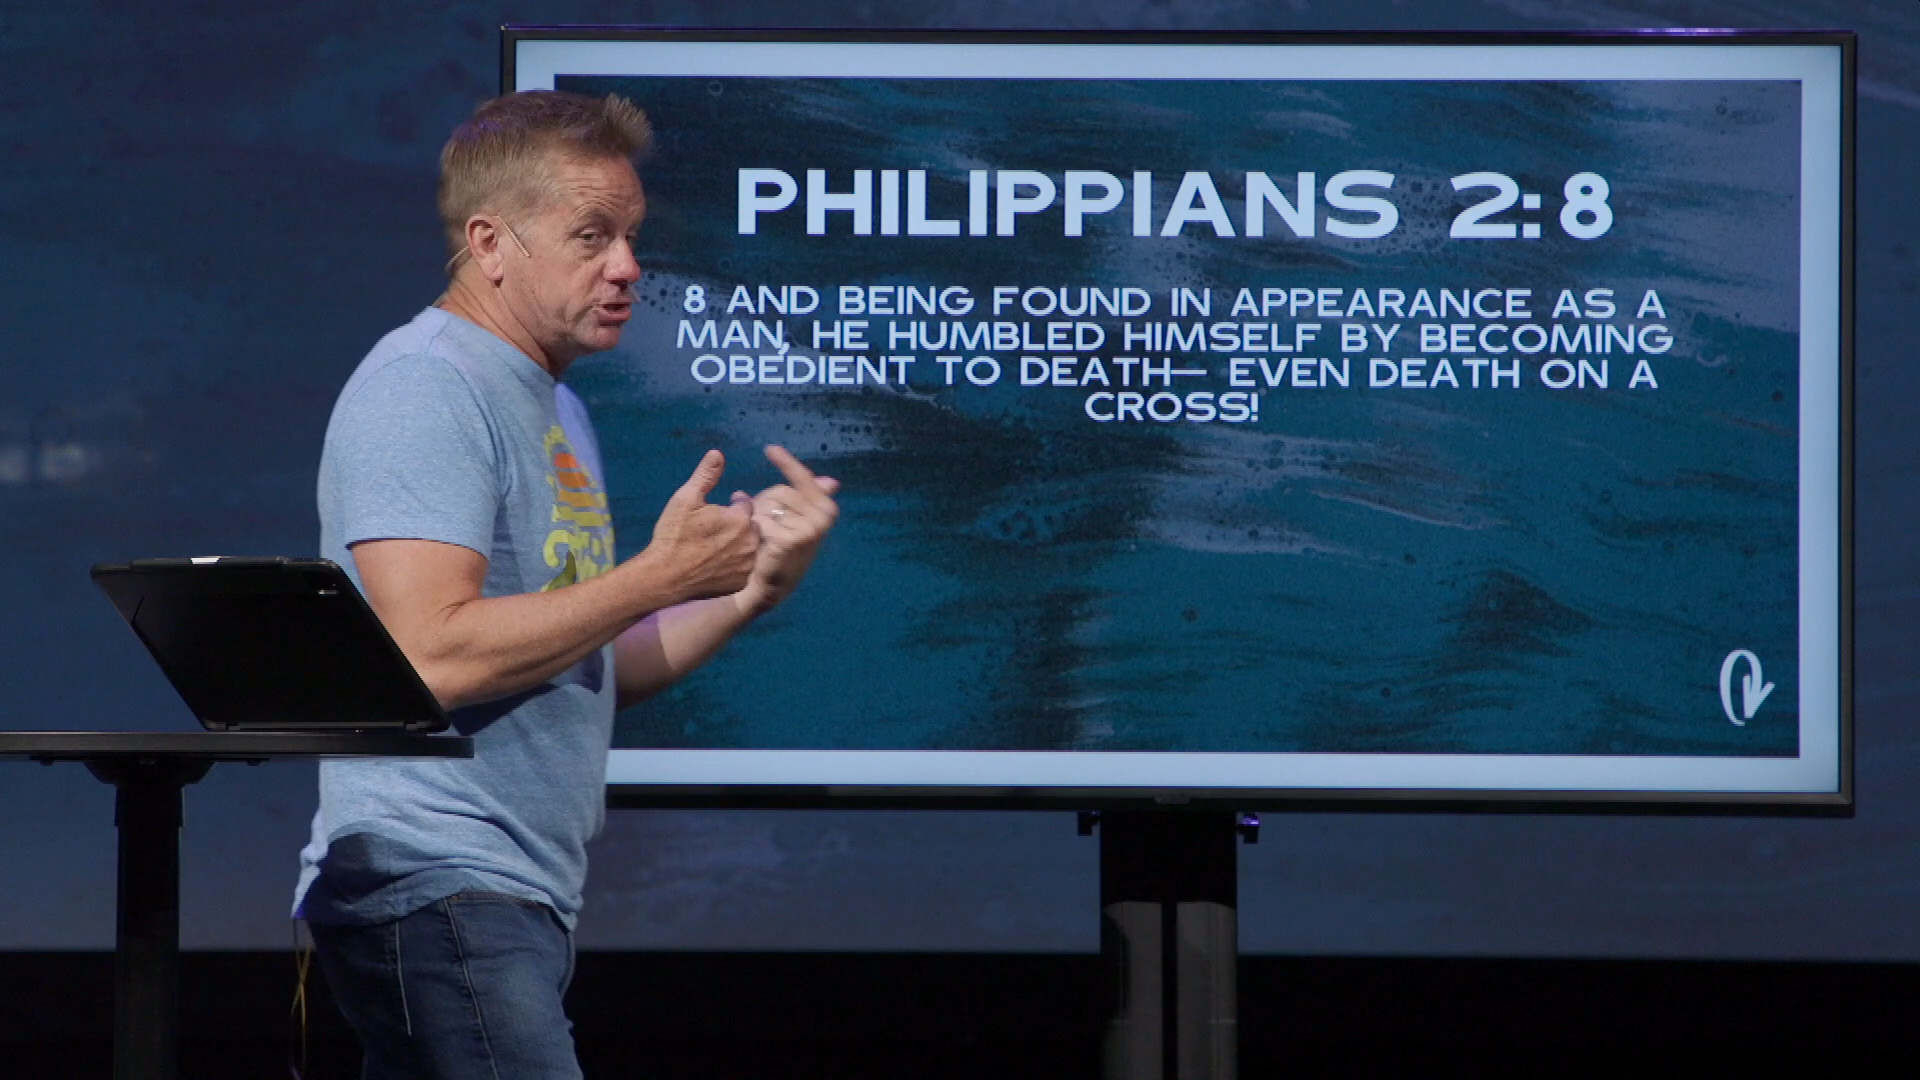 PHILIPPIANS 2:8
8 AND BEING FOUND IN APPEARANCE AS A
MAN, HE HUMBLED HIMSELF BY BECOMING
OBEDIENT TO DEATH— EVEN DEATH ON A
CROSS!